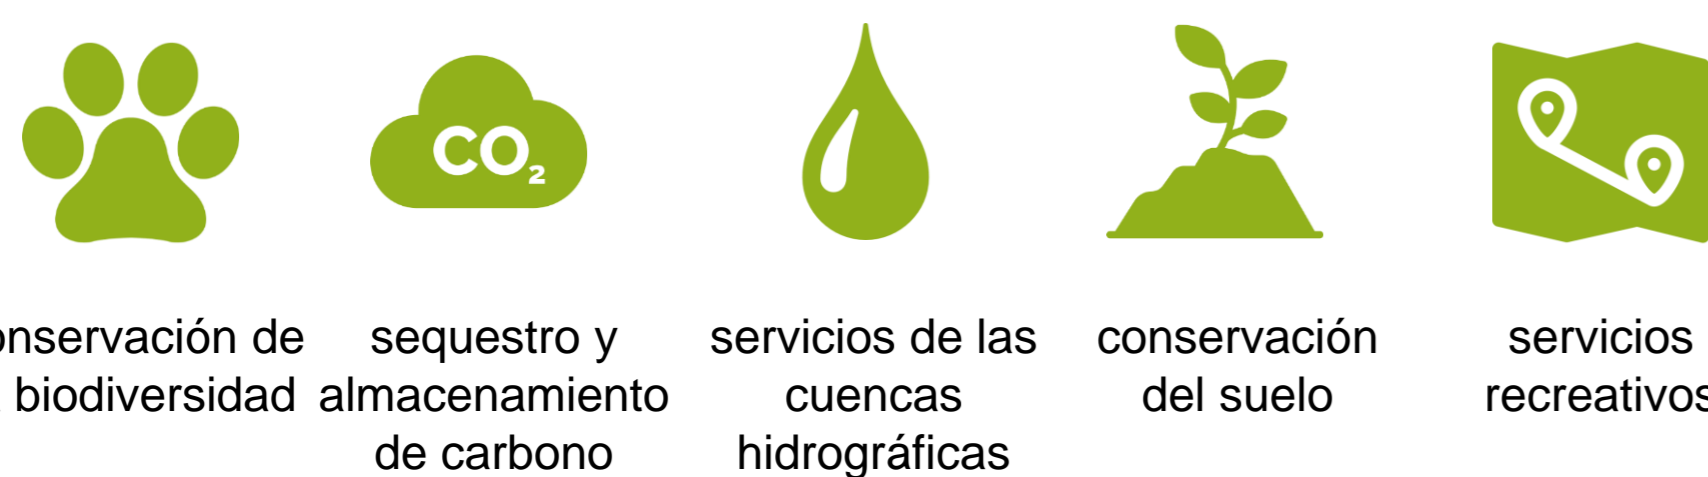 CO₂
onservación de
biodiversidad
sequestro y
almacenamiento
de carbono
servicios de las
cuencas
hidrográficas
conservación
del suelo
servicios
recreativos